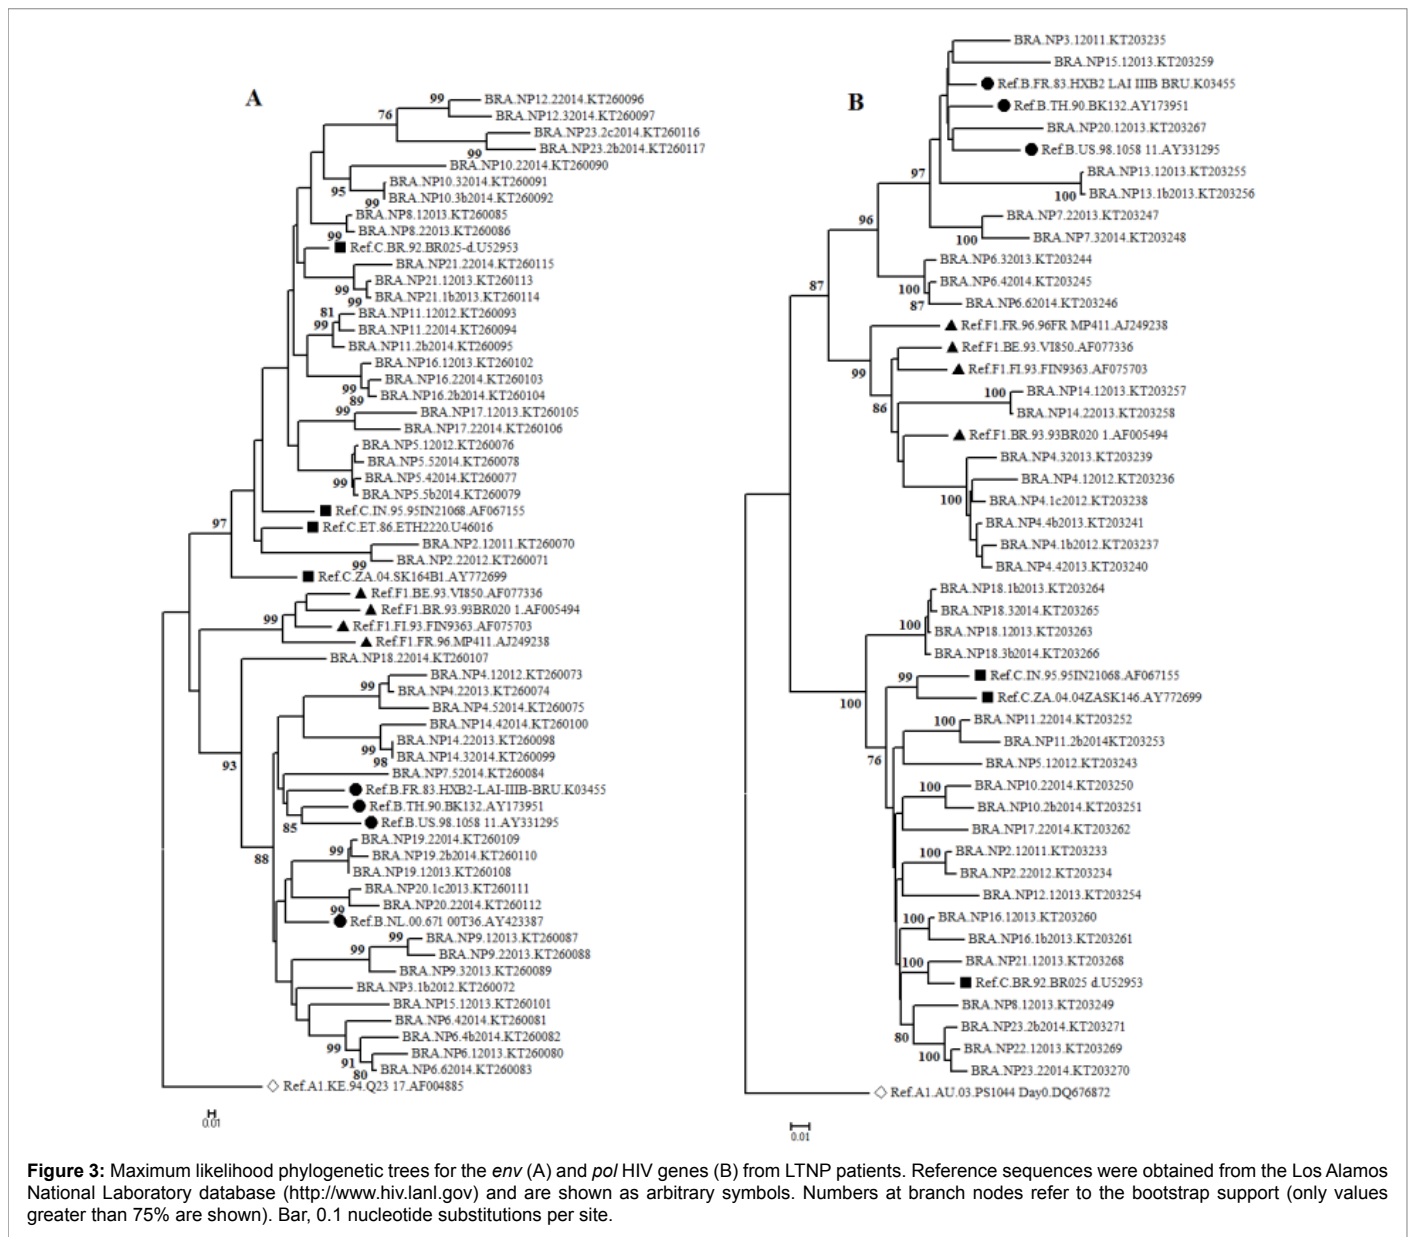 A
99
BRA.NP12.22014.KT260096
76
BRA.NP12.32014.KT260097
BRA.NP23.2c2014.KT260116
99
BRA.NP23.2b2014.KT260117
BRA.NP10.22014.KT260090
95
BRA.NP10.32014.KT260091
99
BRA.NP10.3b2014.KT260092
BRA.NP8.12013.KT260085
99
BRA.NP8.22013.KT260086
Ref.C.BR.92.BR025-d.U52953
BRA.NP21.22014.KT260115
BRA.NP21.12013.KT260113
99
BRA.NP21.1b2013.KT260114
81
BRA.NP11.12012.KT260093
99
BRA.NP11.22014.KT260094
BRA.NP11.2b2014.KT260095
BRA.NP16.12013.KT260102
99
BRA.NP16.22014.KT260103
89
BRA.NP16.2b2014.KT260104
99
BRA.NP17.12013.KT260105
BRA.NP17.22014.KT260106
BRA.NP5.12012.KT260076
BRA.NP5.52014.KT260078
99
BRA.NP5.42014.KT260077
BRA.NP5.5b2014.KT260079
Ref.C.IN.95.95IN21068.AF067155
97
Ref.C.ET.86.ETH2220.U46016
BRA.NP2.12011.KT260070
99
BRA.NP2.22012.KT260071
Ref.C.ZA.04.SK164B1.AY772699
Ref.F1.BE.93.VI850.AF077336
Ref.F1.BR.93.93BR020 1.AF005494
99
Ref.F1.FI.93.FIN9363.AF075703
Ref.F1.FR.96.MP411.AJ249238
BRA.NP18.22014.KT260107
BRA.NP4.12012.KT260073
99
BRA.NP4.22013.KT260074
BRA.NP4.52014.KT260075
BRA.NP14.42014.KT260100
99
BRA.NP14.22013.KT260098
98
BRA.NP14.32014.KT260099
93
BRA.NP7.52014.KT260084
Ref.B.FR.83.HXB2-LAI-IIIB-BRU.K03455
Ref.B.TH.90.BK132.AY173951
85
Ref.B.US.98.1058 11.AY331295
BRA.NP19.22014.KT260109
99
BRA.NP19.2b2014.KT260110
88
BRA.NP19.12013.KT260108
BRA.NP20.1c2013.KT260111
99
BRA.NP20.22014.KT260112
Ref.B.NL.00.671 00T36.AY423387
99
BRA.NP9.12013.KT260087
99
BRA.NP9.22013.KT260088
BRA.NP9.32013.KT260089
BRA.NP3.1b2012.KT260072
BRA.NP15.12013.KT260101
BRA.NP6.42014.KT260081
99
BRA.NP6.4b2014.KT260082
91
BRA.NP6.12013.KT260080
80
BRA.NP6.62014.KT260083
Ref.A1.KE.94.Q23 17.AF004885
0.01
B
BRA.NP3.12011.KT203235
BRA.NP15.12013.KT203259
Ref.B.FR.83.HXB2 LAI IIIB BRU.K03455
Ref.B.TH.90.BK132.AY173951
BRA.NP20.12013.KT203267
Ref.B.US.98.1058 11.AY331295
97
BRA.NP13.12013.KT203255
100
BRA.NP13.1b2013.KT203256
96
BRA.NP7.22013.KT203247
100
BRA.NP7.32014.KT203248
BRA.NP6.32013.KT203244
87
100
BRA.NP6.42014.KT203245
87
BRA.NP6.62014.KT203246
Ref.F1.FR.96.96FR MP411.AJ249238
Ref.F1.BE.93.VI850.AF077336
99
Ref.F1.FI.93.FIN9363.AF075703
100
BRA.NP14.12013.KT203257
86
BRA.NP14.22013.KT203258
Ref.F1.BR.93.93BR020 1.AF005494
BRA.NP4.32013.KT203239
BRA.NP4.12012.KT203236
100
BRA.NP4.1c2012.KT203238
BRA.NP4.4b2013.KT203241
BRA.NP4.1b2012.KT203237
BRA.NP4.42013.KT203240
BRA.NP18.1b2013.KT203264
BRA.NP18.32014.KT203265
100
BRA.NP18.12013.KT203263
BRA.NP18.3b2014.KT203266
99
Ref.C.IN.95.95IN21068.AF067155
100
Ref.C.ZA.04.04ZASK146.AY772699
100
BRA.NP11.22014.KT203252
BRA.NP11.2b2014KT203253
76
BRA.NP5.12012.KT203243
100
BRA.NP10.22014.KT203250
BRA.NP10.2b2014.KT203251
BRA.NP17.22014.KT203262
100
BRA.NP2.12011.KT203233
BRA.NP2.22012.KT203234
BRA.NP12.12013.KT203254
100
BRA.NP16.12013.KT203260
BRA.NP16.1b2013.KT203261
100
BRA.NP21.12013.KT203268
Ref.C.BR.92.BR025 d.U52953
BRA.NP8.12013.KT203249
80
BRA.NP23.2b2014.KT203271
100
BRA.NP22.12013.KT203269
BRA.NP23.22014.KT203270
Ref.A1.AU.03.PS1044 Day0.DQ676872
0.01
Figure 3: Maximum likelihood phylogenetic trees for the env (A) and pol HIV genes (B) from LTNP patients. Reference sequences were obtained from the Los Alamos
National Laboratory database (http://www.hiv.lanl.gov) and are shown as arbitrary symbols. Numbers at branch nodes refer to the bootstrap support (only values
greater than 75% are shown). Bar, 0.1 nucleotide substitutions per site.